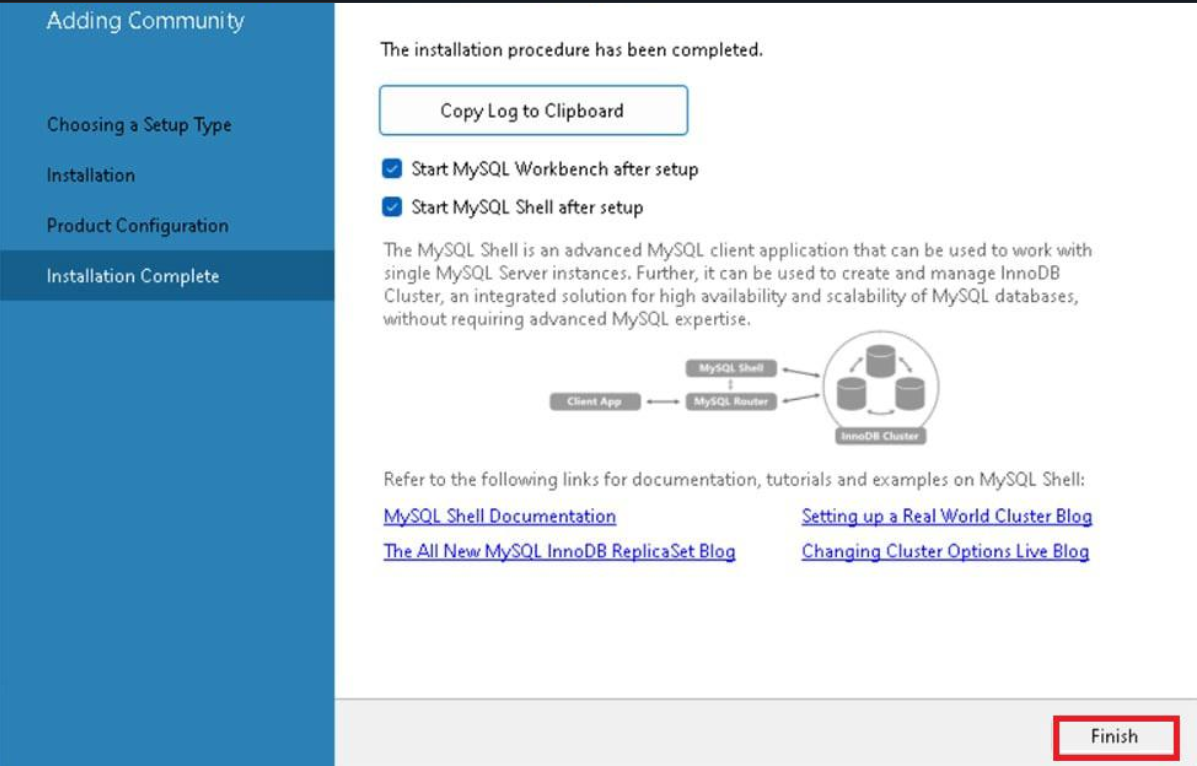 Adding Community
Choosing a Setup Type
Installation
Product Configuration
Installation Complete
The installation procedure has been completed.
Copy Log to Clipboard
Start MySQL Workbench after setup
Start MySQL Shell after setup
The MySQL Shell is an advanced MySQL client application that can be used to work with
single MySQL Server instances. Further, it can be used to create and manage InnoDB
Cluster, an integrated solution for high availability and scalability of MySQL databases,
without requiring advanced MySQL expertise.
MySQL Shell
Client App
MySQL Router
InnoDB Cluster
Refer to the following links for documentation, tutorials and examples on MySQL Shell:
MySQL Shell Documentation
Setting up a Real World Cluster Blog
The All New MySQL InnoDB ReplicaSet Blog
Changing Cluster Options Live Blog
Finish